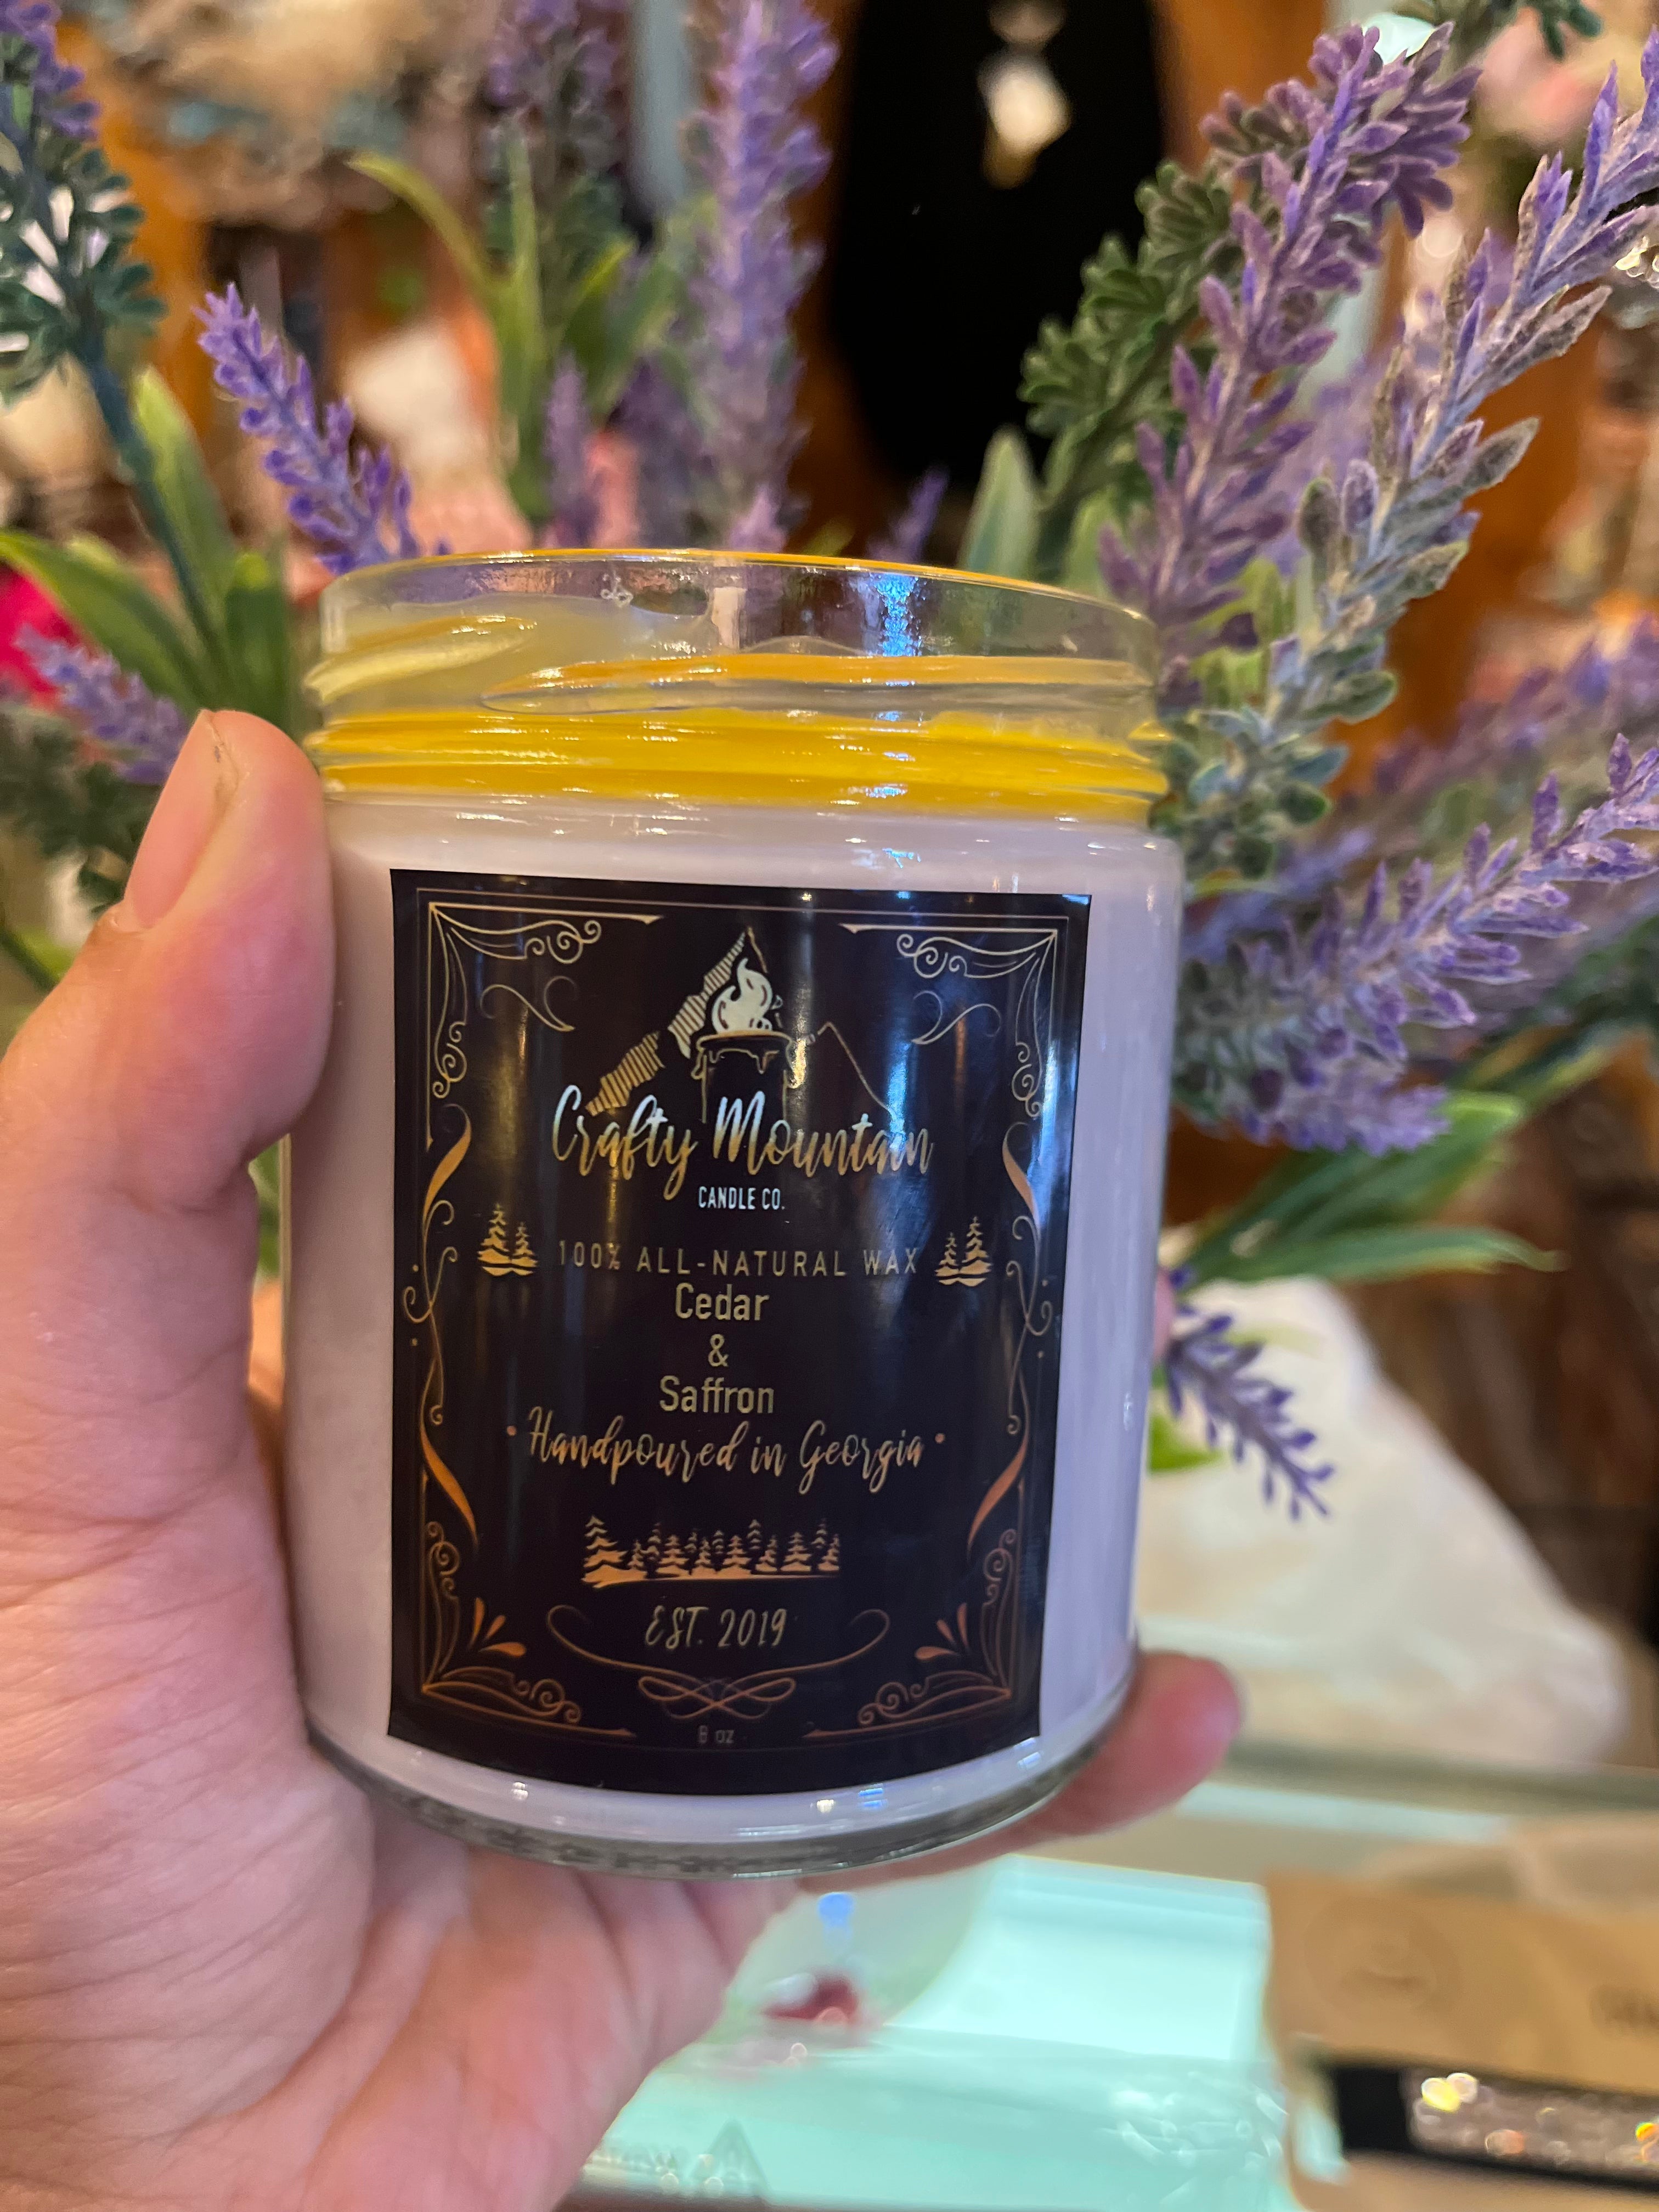 Crafty Mountain
CANDLE CO.
100% ALL-NATURAL WAX
Cedar
&
Saffron
• Handpoured in Georgia •
EST. 2019
8 oz